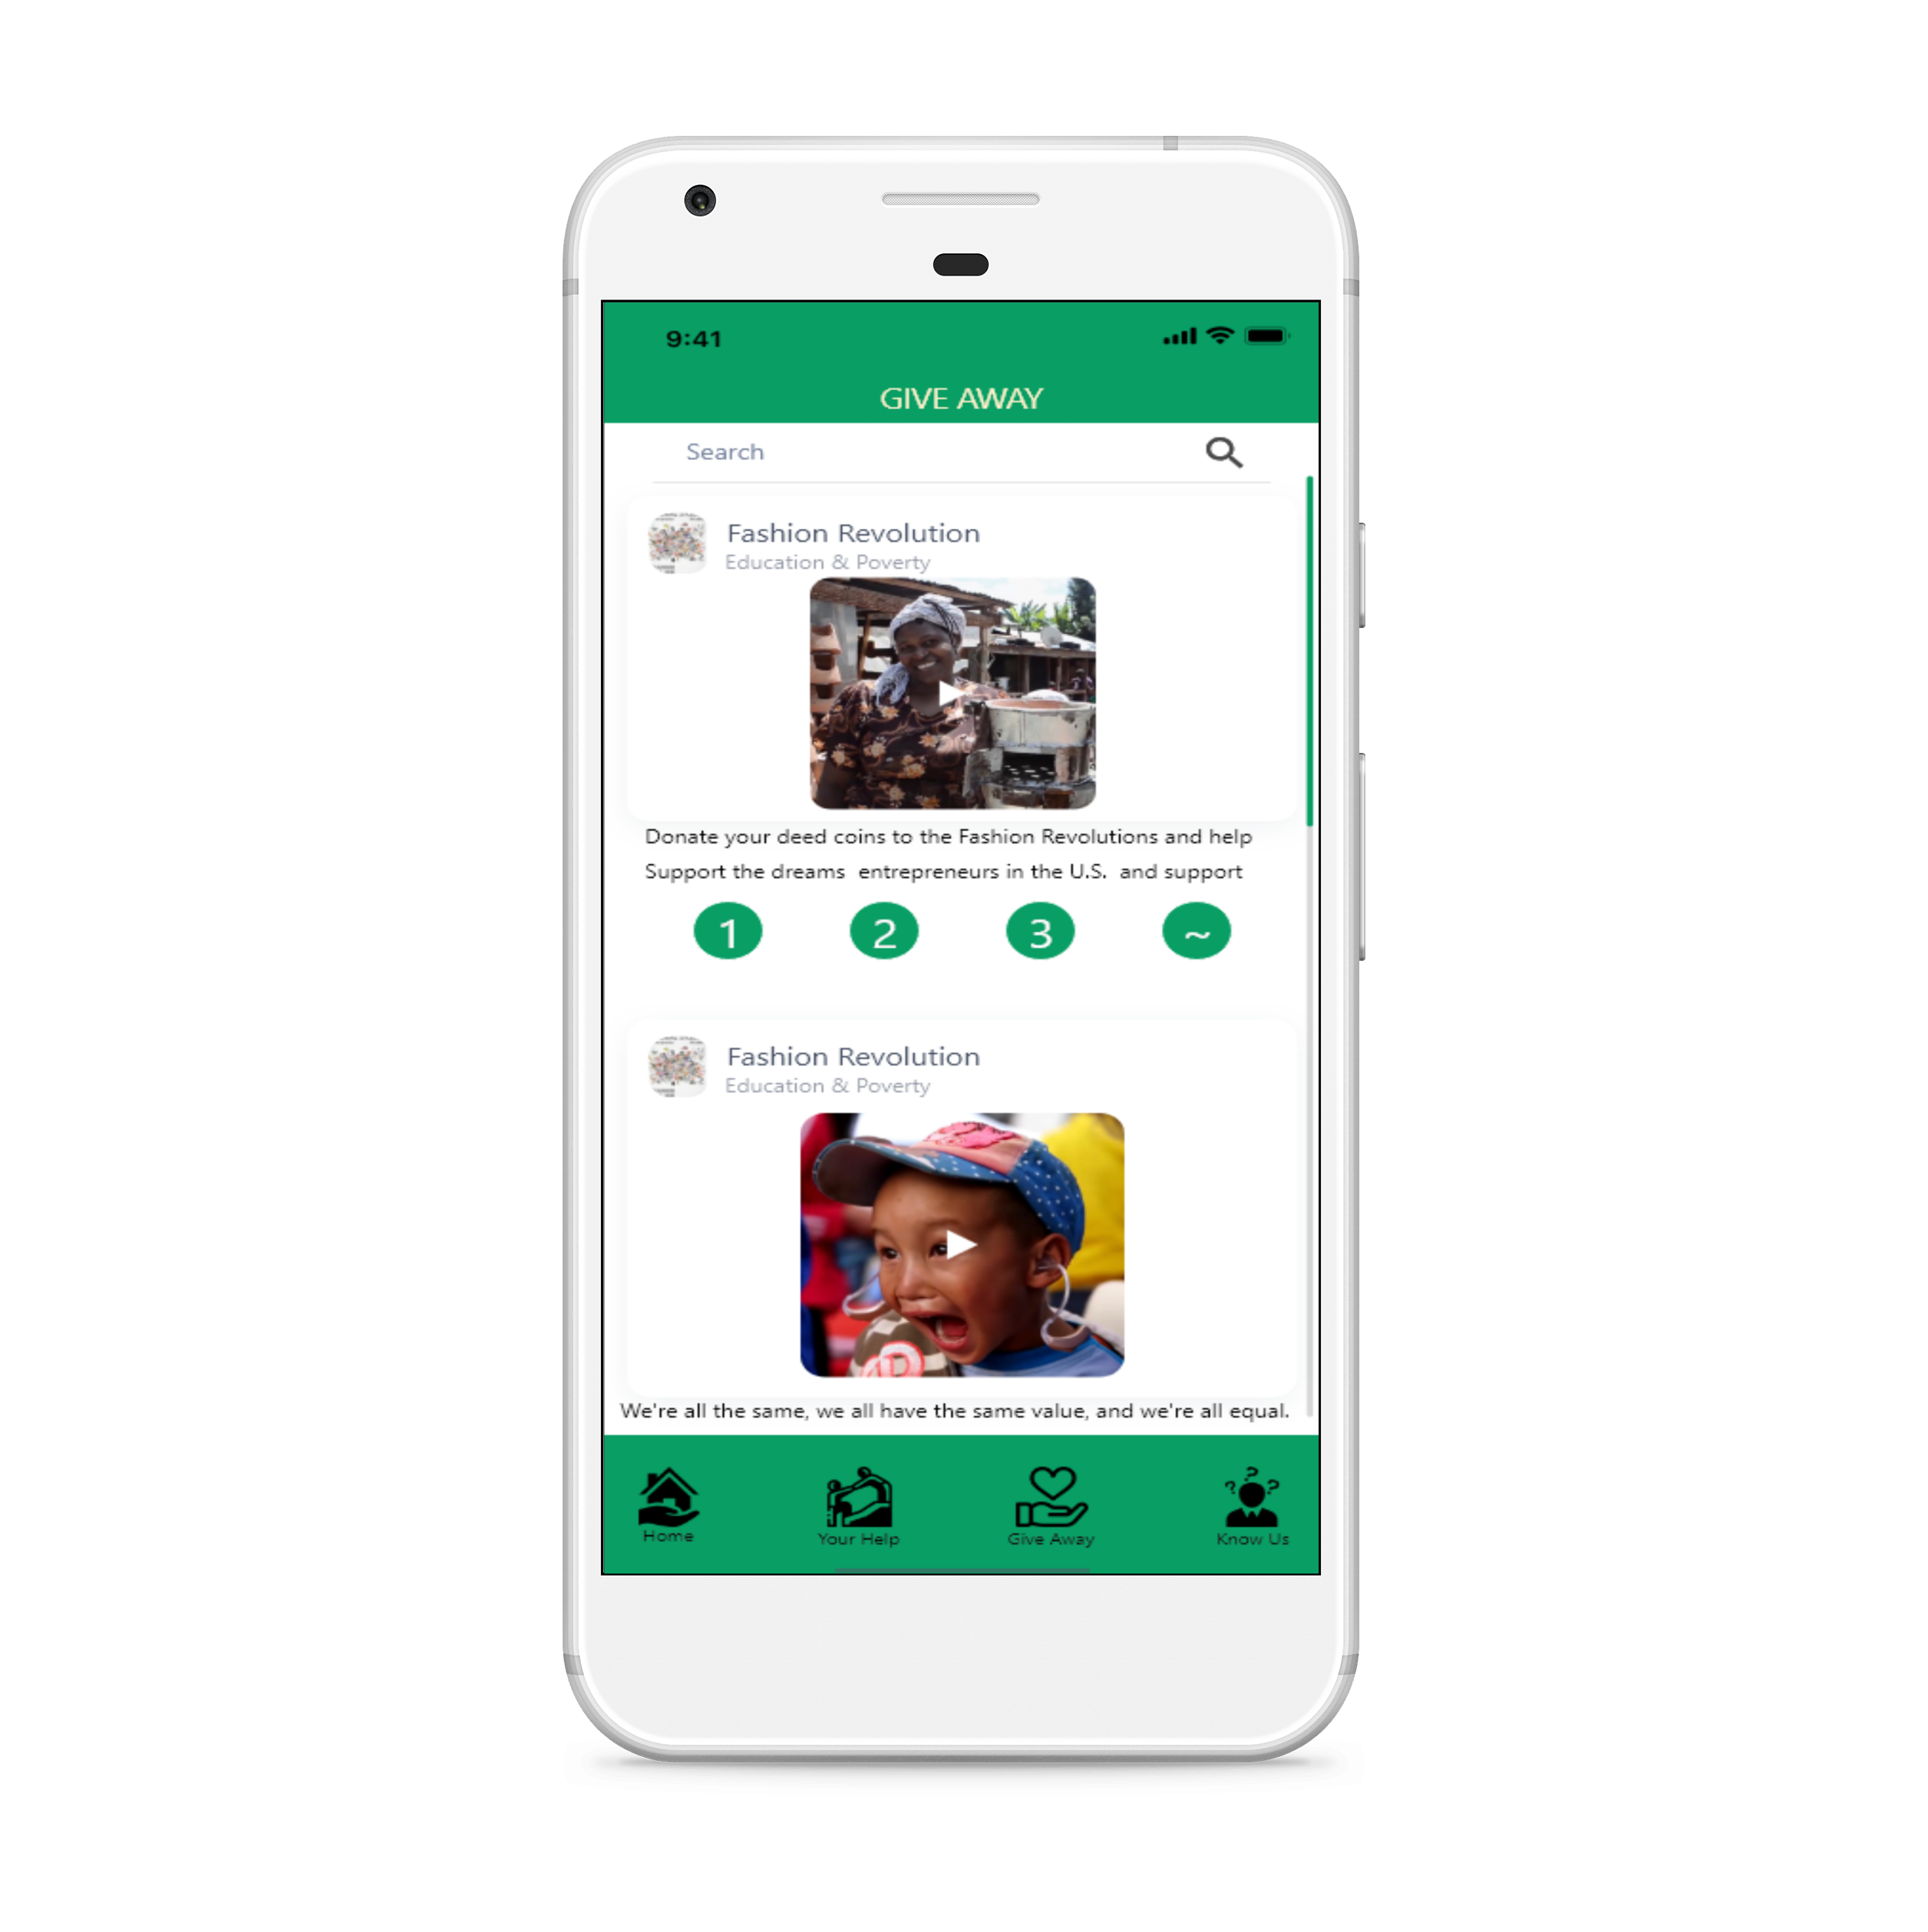 9:41
GIVE AWAY
Search
Fashion Revolution
Education & Poverty
Donate your deed coins to the Fashion Revolutions and help
Support the dreams  entrepreneurs in the U.S.  and support
1 2 3 ~
Fashion Revolution
Education & Poverty
We're all the same, we all have the same value, and we're all equal.
Home Your Help Give Away Know Us